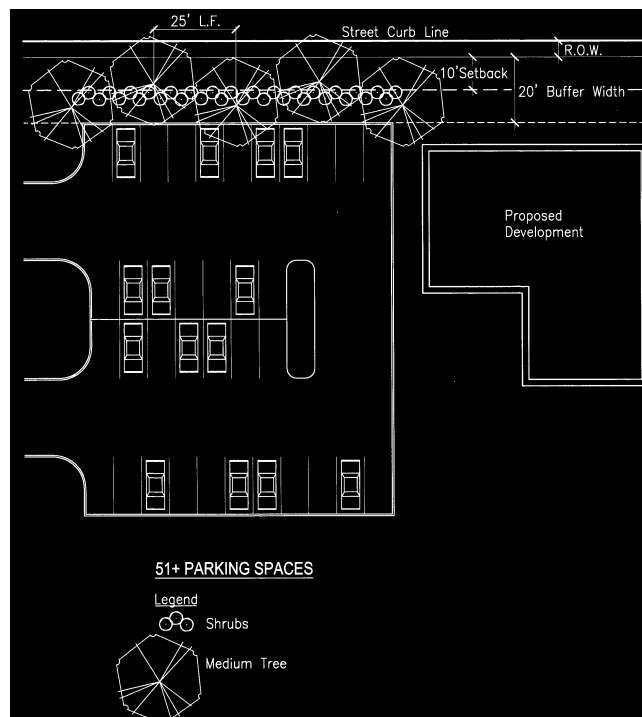 25' L.F.
Street Curb Line
R.O.W.
10'Setback
20' Buffer Width
Proposed
Development
51+ PARKING SPACES
Legend
Shrubs
Medium Tree